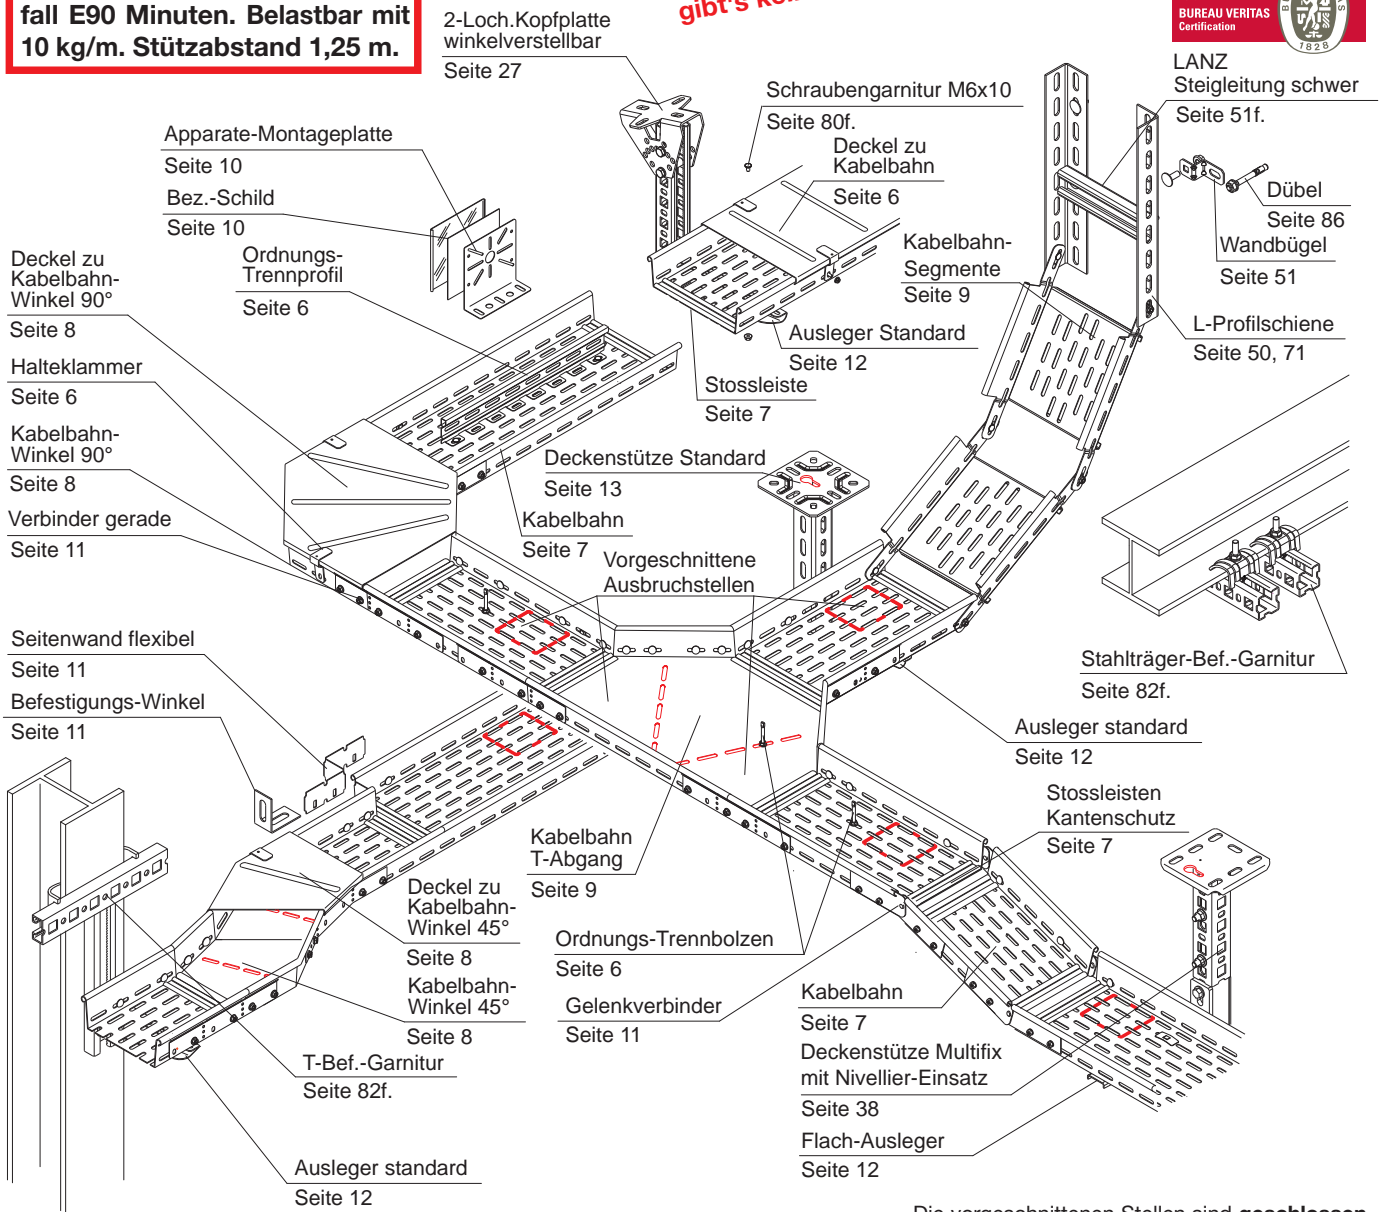 fall E90 Minuten. Belastbar mit
10 kg/m. Stützabstand 1,25 m.
2-Loch.Kopfplatte
winkelverstellbar
Seite 27
gibt's
BUREAU VERITAS
Certification
1828
LANZ
Steigleitung schwer
Seite 51f.
Schraubengarnitur M6x10
Seite 80f.
Deckel zu
Kabelbahn
Seite 6
Apparate-Montageplatte
Seite 10
Bez.-Schild
Seite 10
Dübel
Seite 86
Wandbügel
Seite 51
Ordnungs-
Trennprofil
Seite 6
Kabelbahn-
Segmente
Seite 9
Deckel zu
Kabelbahn-
Winkel 90°
Seite 8
Ausleger Standard
Seite 12
L-Profilschiene
Seite 50, 71
Halteklammer
Seite 6
Stossleiste
Seite 7
Kabelbahn-
Winkel 90°
Seite 8
Deckenstütze Standard
Seite 13
Verbinder gerade
Seite 11
Kabelbahn
Seite 7
Vorgeschnittene
Ausbruchstellen
Seitenwand flexibel
Seite 11
Stahlträger-Bef.-Garnitur
Seite 82f.
Befestigungs-Winkel
Seite 11
Ausleger standard
Seite 12
Stossleisten
Kantenschutz
Seite 7
Kabelbahn
T-Abgang
Seite 9
Deckel zu
Kabelbahn-
Winkel 45°
Seite 8
Ordnungs-Trennbolzen
Seite 6
Kabelbahn-
Winkel 45°
Seite 8
Gelenkverbinder
Seite 11
Kabelbahn
Seite 7
T-Bef.-Garnitur
Seite 82f.
Deckenstütze Multifix
mit Nivellier-Einsatz
Seite 38
Flach-Ausleger
Seite 12
Ausleger standard
Seite 12
Die vorgeschnittenen Stellen sind geschlossen